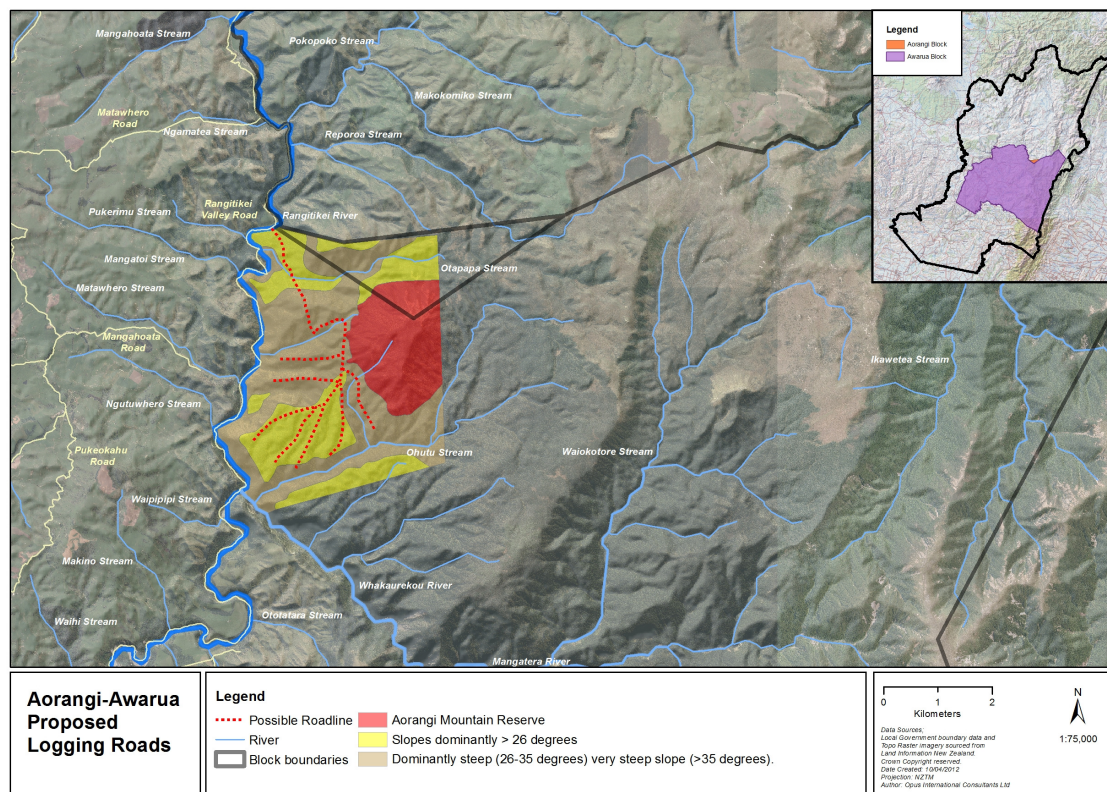 Mangahoata Stream
Pokopoko Stream
Makokomiko Stream
Matawhero
Road
Ngamatea Stream
Reporoa Stream
Rangitikei
Valley Road
Pukerimu Stream
Rangitikei River
Mangatoi Stream
Otapapa Stream
Matawhero Stream
Mangahoata
Road
Ikawetea Stream
Ngutuwhero Stream
Pukeokahu
Road
Ohutu Stream
Waiokotore Stream
Waipipipi Stream
Makino Stream
Whakaurekou River
Waihi Stream
Ototatara Stream
Mangatera River
Legend
Aorangi Block
Awarua Block
Aorangi-Awarua
Proposed
Logging Roads
Legend
Possible Roadline
River
Block boundaries
Aorangi Mountain Reserve
Slopes dominantly > 26 degrees
Dominantly steep (26-35 degrees) very steep slope (>35 degrees).
0 1 2
Kilometers
N
1:75,000
Data Sources;
Local Government boundary data and
Topo Raster imagery sourced from
Land Information New Zealand.
Crown Copyright reserved.
Date Created: 10/04/2012
Projection: NZTM
Author: Opus International Consultants Ltd